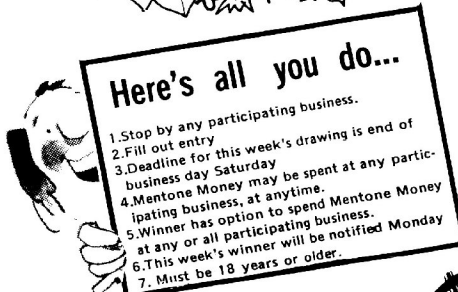 Here's all you do...
1.Stop by any participating business.
2.Fill out entry
3.Deadline for this week's drawing is end of
business day Saturday
4.Mentone Money may be spent at any partic-
ipating business, at anytime.
5.Winner has option to spend Mentone Money
at any or all participating business.
6.This week's winner will be notified Monday
7. Must be 18 years or older.